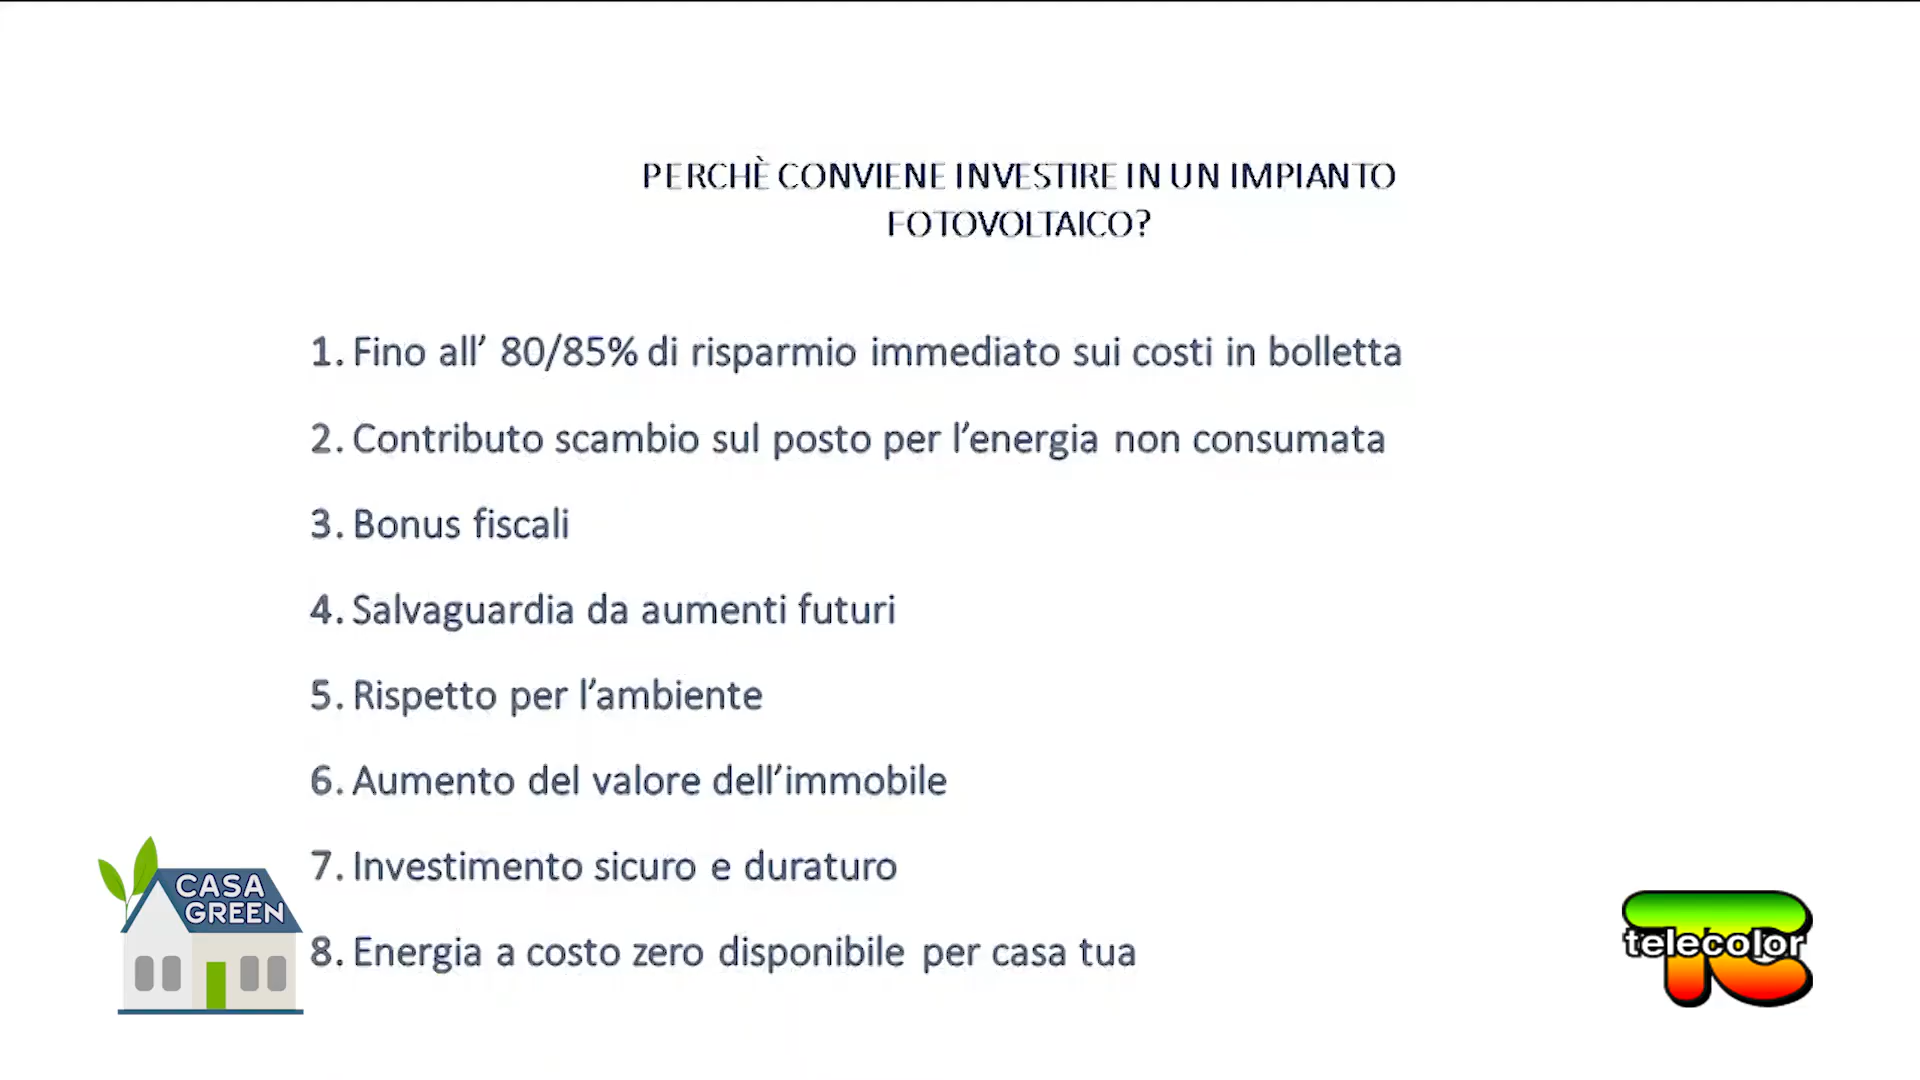 PERCHÈ CONVIENE INVESTIRE IN UN IMPIANTO
FOTOVOLTAICO?
1. Fino all’ 80/85% di risparmio immediato sui costi in bolletta
2. Contributo scambio sul posto per l’energia non consumata
3. Bonus fiscali
4. Salvaguardia da aumenti futuri
5. Rispetto per l’ambiente
6. Aumento del valore dell’immobile
7. Investimento sicuro e duraturo
8. Energia a costo zero disponibile per casa tua
CASA
GREEN
telecolor